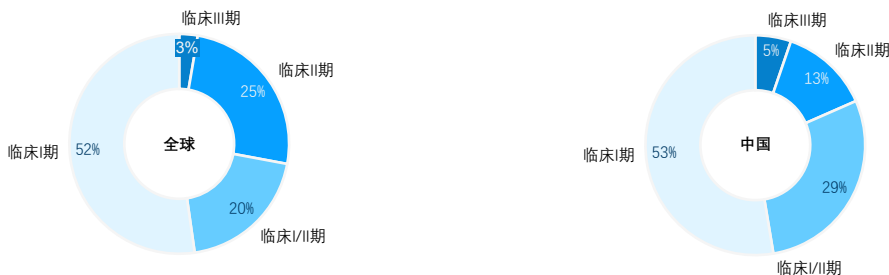 临床III期
3%
临床II期
25%
临床I期
52%
全球
20%
临床I/II期
临床III期
5%
临床II期
13%
临床I期
53%
中国
29%
临床I/II期